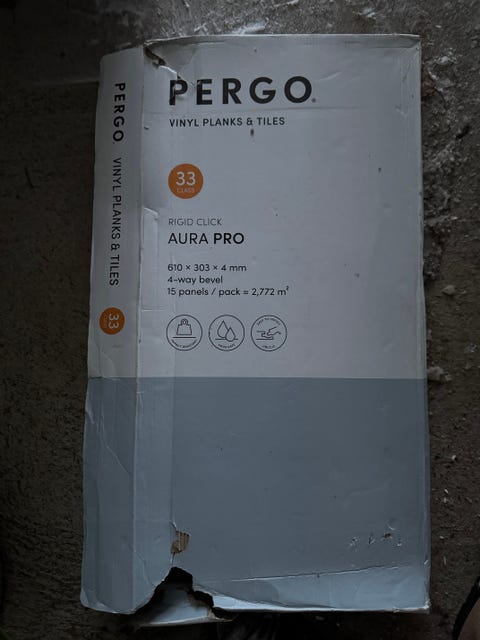 PERGO
VINYL PLANKS & TILES
33
CLASS
RIGID CLICK
AURA PRO
610 × 303 × 4 mm
4-way bevel
15 panels / pack = 2,772 m²
PERGO VINYL PLANKS & TILES 33